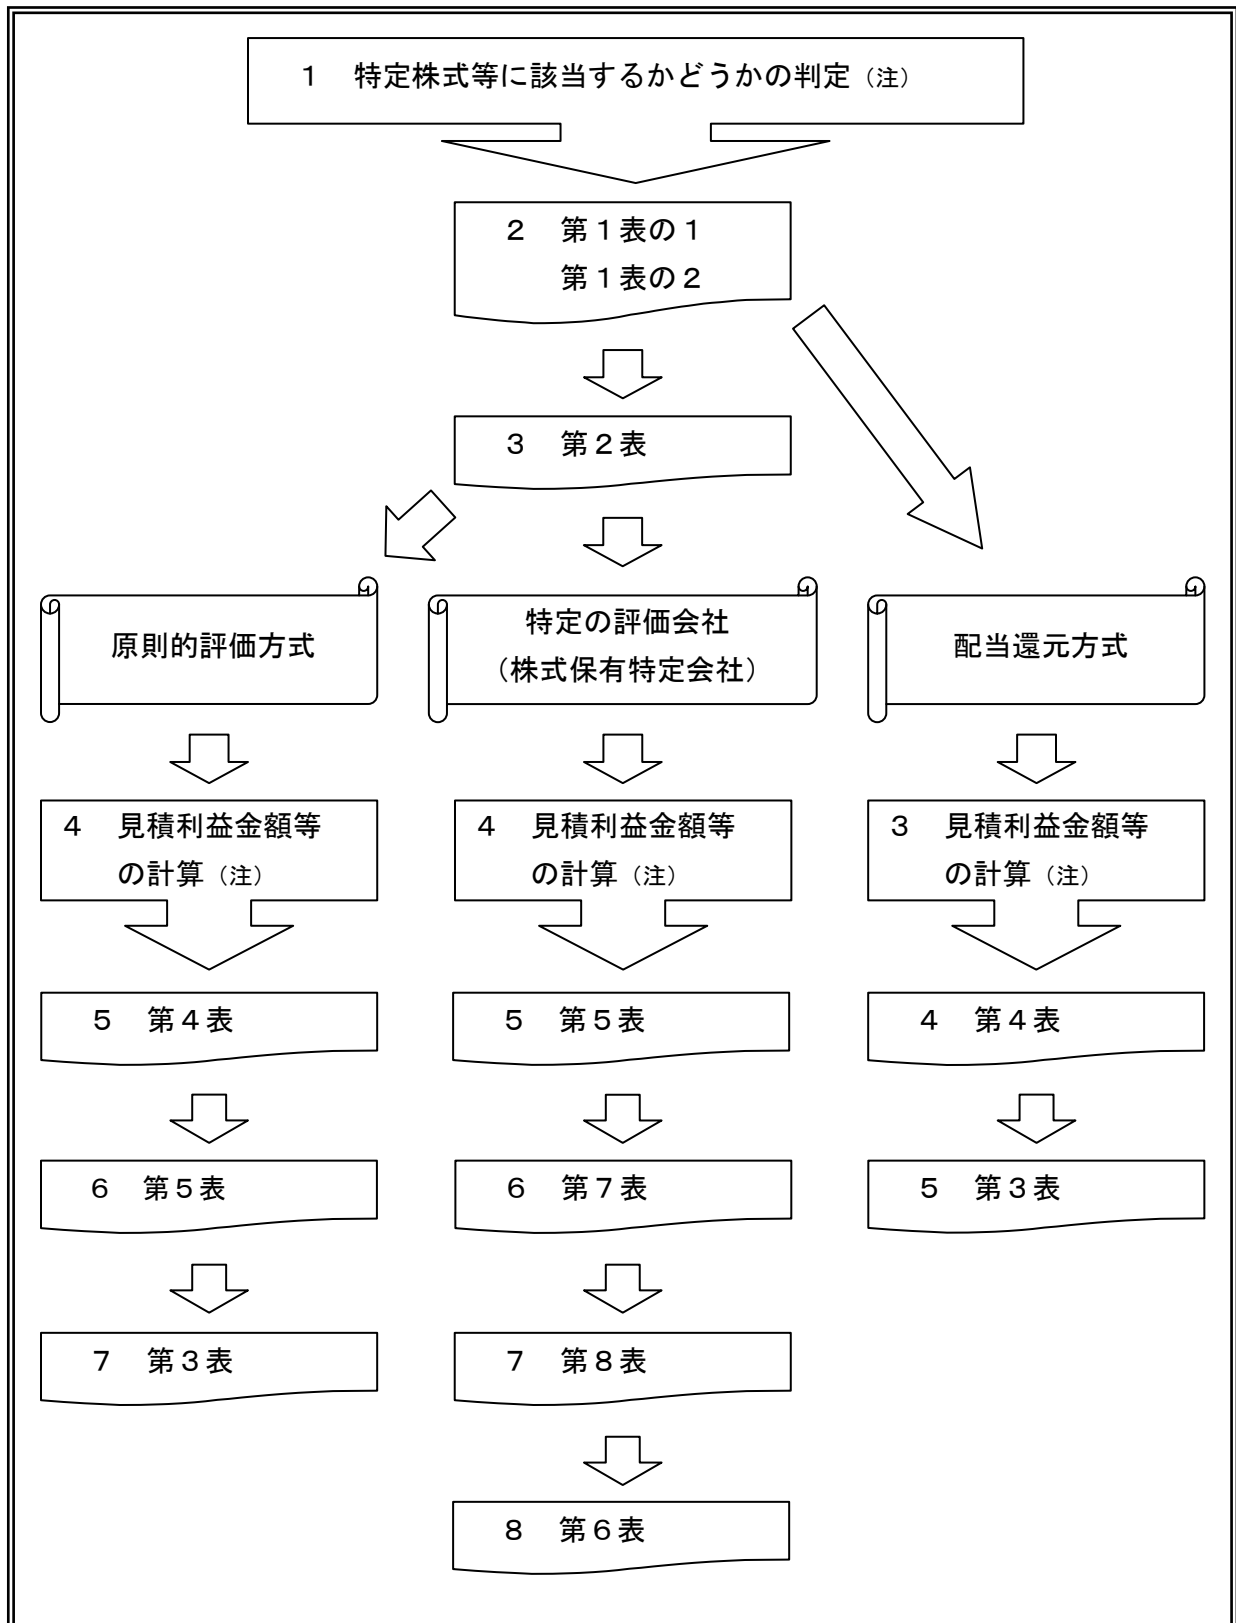 １　特定株式等に該当するかどうかの判定（注）
２　第１表の１
第１表の２
３　第２表
原則的評価方式
特定の評価会社
（株式保有特定会社）
配当還元方式
４　見積利益金額等
の計算（注）
４　見積利益金額等
の計算（注）
３　見積利益金額等
の計算（注）
５　第４表
５　第５表
４　第４表
６　第５表
６　第７表
５　第３表
７　第３表
７　第８表
８　第６表